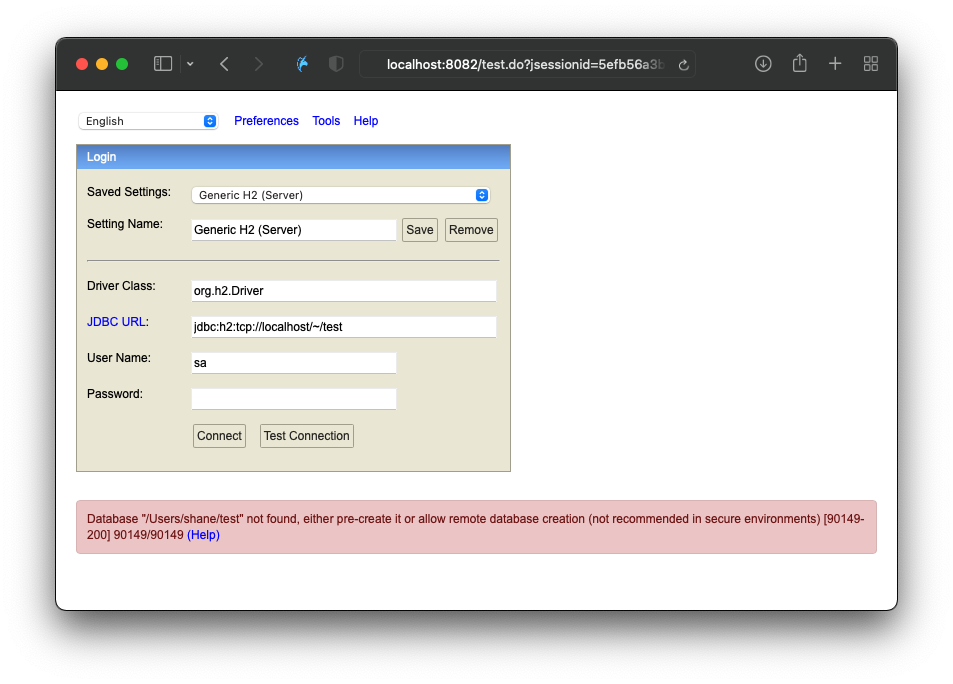 localhost:8082/test.do?jsessionid=5efb56a3b
English Preferences Tools Help
Login
Saved Settings: Generic H2 (Server)
Setting Name: Generic H2 (Server) Save Remove
Driver Class: org.h2.Driver
JDBC URL: jdbc:h2:tcp://localhost/~/test
User Name: sa
Password:
Connect Test Connection
Database "/Users/shane/test" not found, either pre-create it or allow remote database creation (not recommended in secure environments) [90149-
200] 90149/90149 (Help)